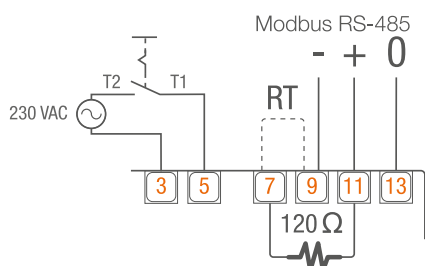 Modbus RS-485
- + 0
T2 T1
RT
230 VAC
3 5 7 9 11 13
120 Ω